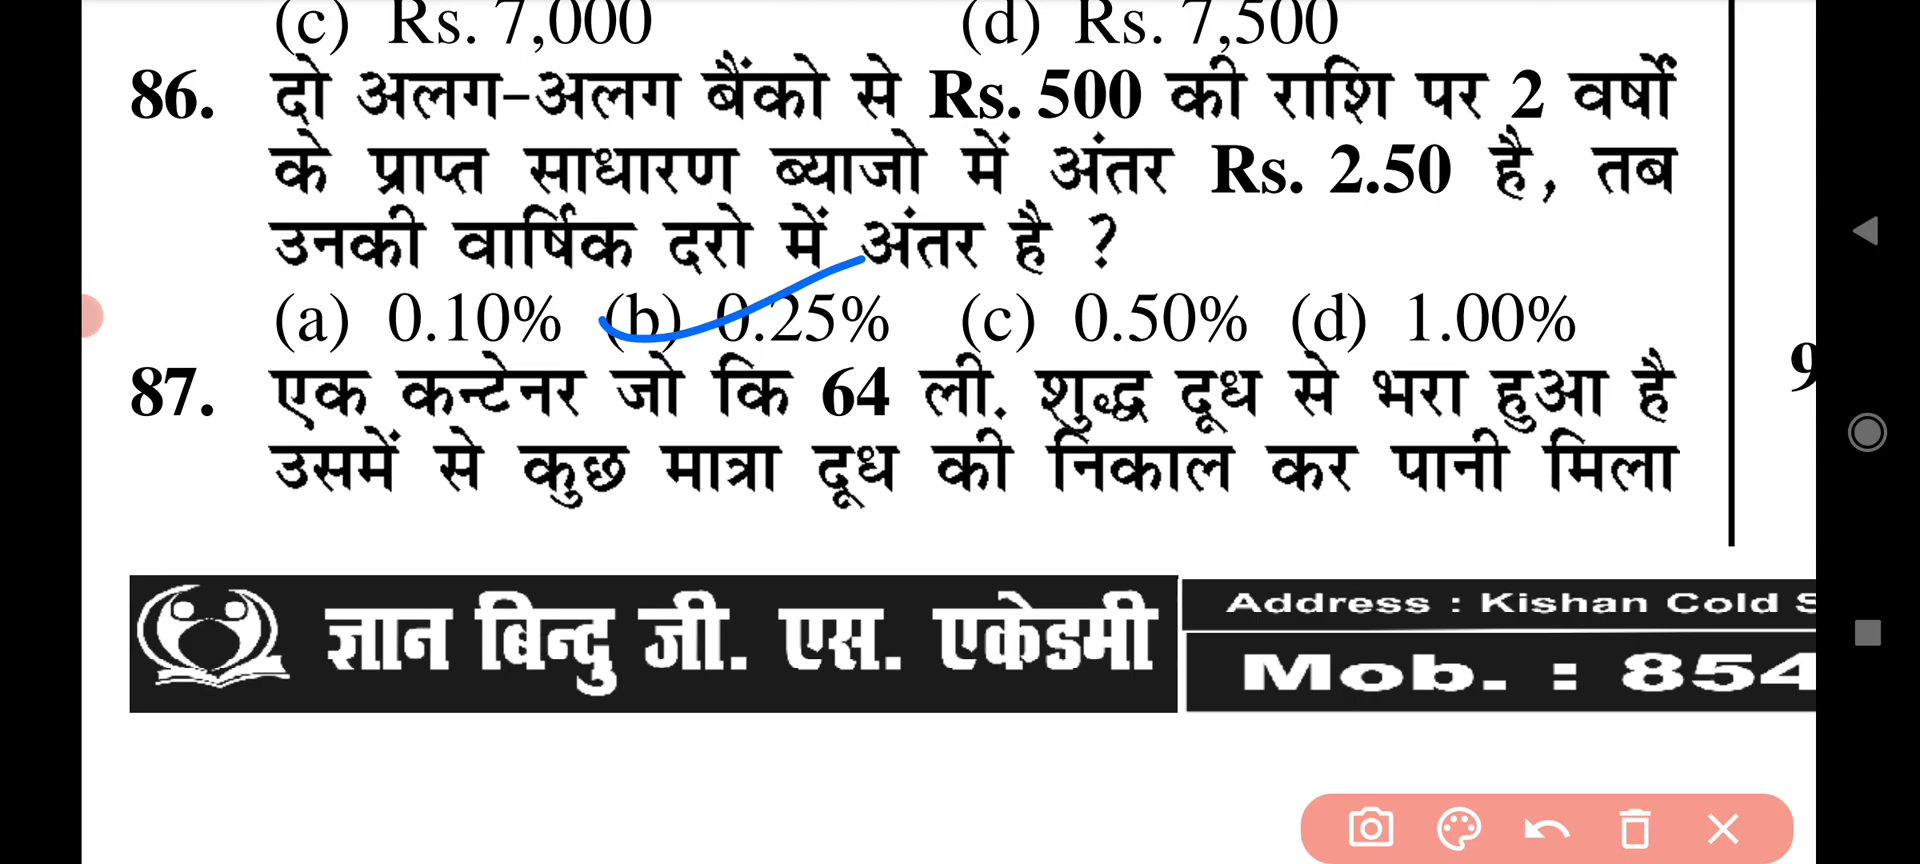 (c) Rs. 7,000 (d) Rs. 7,500
86. दो अलग-अलग बैंको से Rs. 500 की राशि पर 2 वर्षों
के प्राप्त साधारण ब्याजो में अंतर Rs. 2.50 है, तब
उनकी वार्षिक दरो में अंतर है ?
(a) 0.10% (b) 0.25% (c) 0.50% (d) 1.00%
87. एक कन्टेनर जो कि 64 ली. शुद्ध दूध से भरा हुआ है
उसमें से कुछ मात्रा दूध की निकाल कर पानी मिला
9
ज्ञान बिन्दु जी. एस. एकेडमी
Address : Kishan Cold S
Mob. : 854